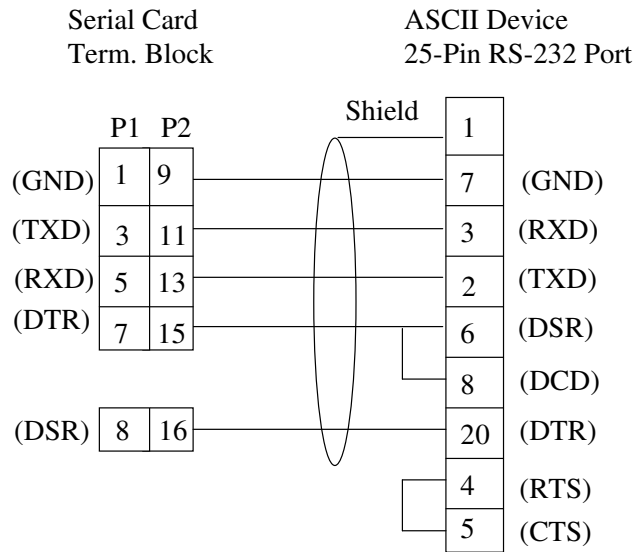 Serial Card
Term. Block
ASCII Device
25-Pin RS-232 Port
Shield
P1 P2
1
(GND) 1 9 7 (GND)
(TXD) 3 11 3 (RXD)
(RXD) 5 13 2 (TXD)
(DTR) 7 15 6 (DSR)
8 (DCD)
(DSR) 8 16 20 (DTR)
4 (RTS)
5 (CTS)